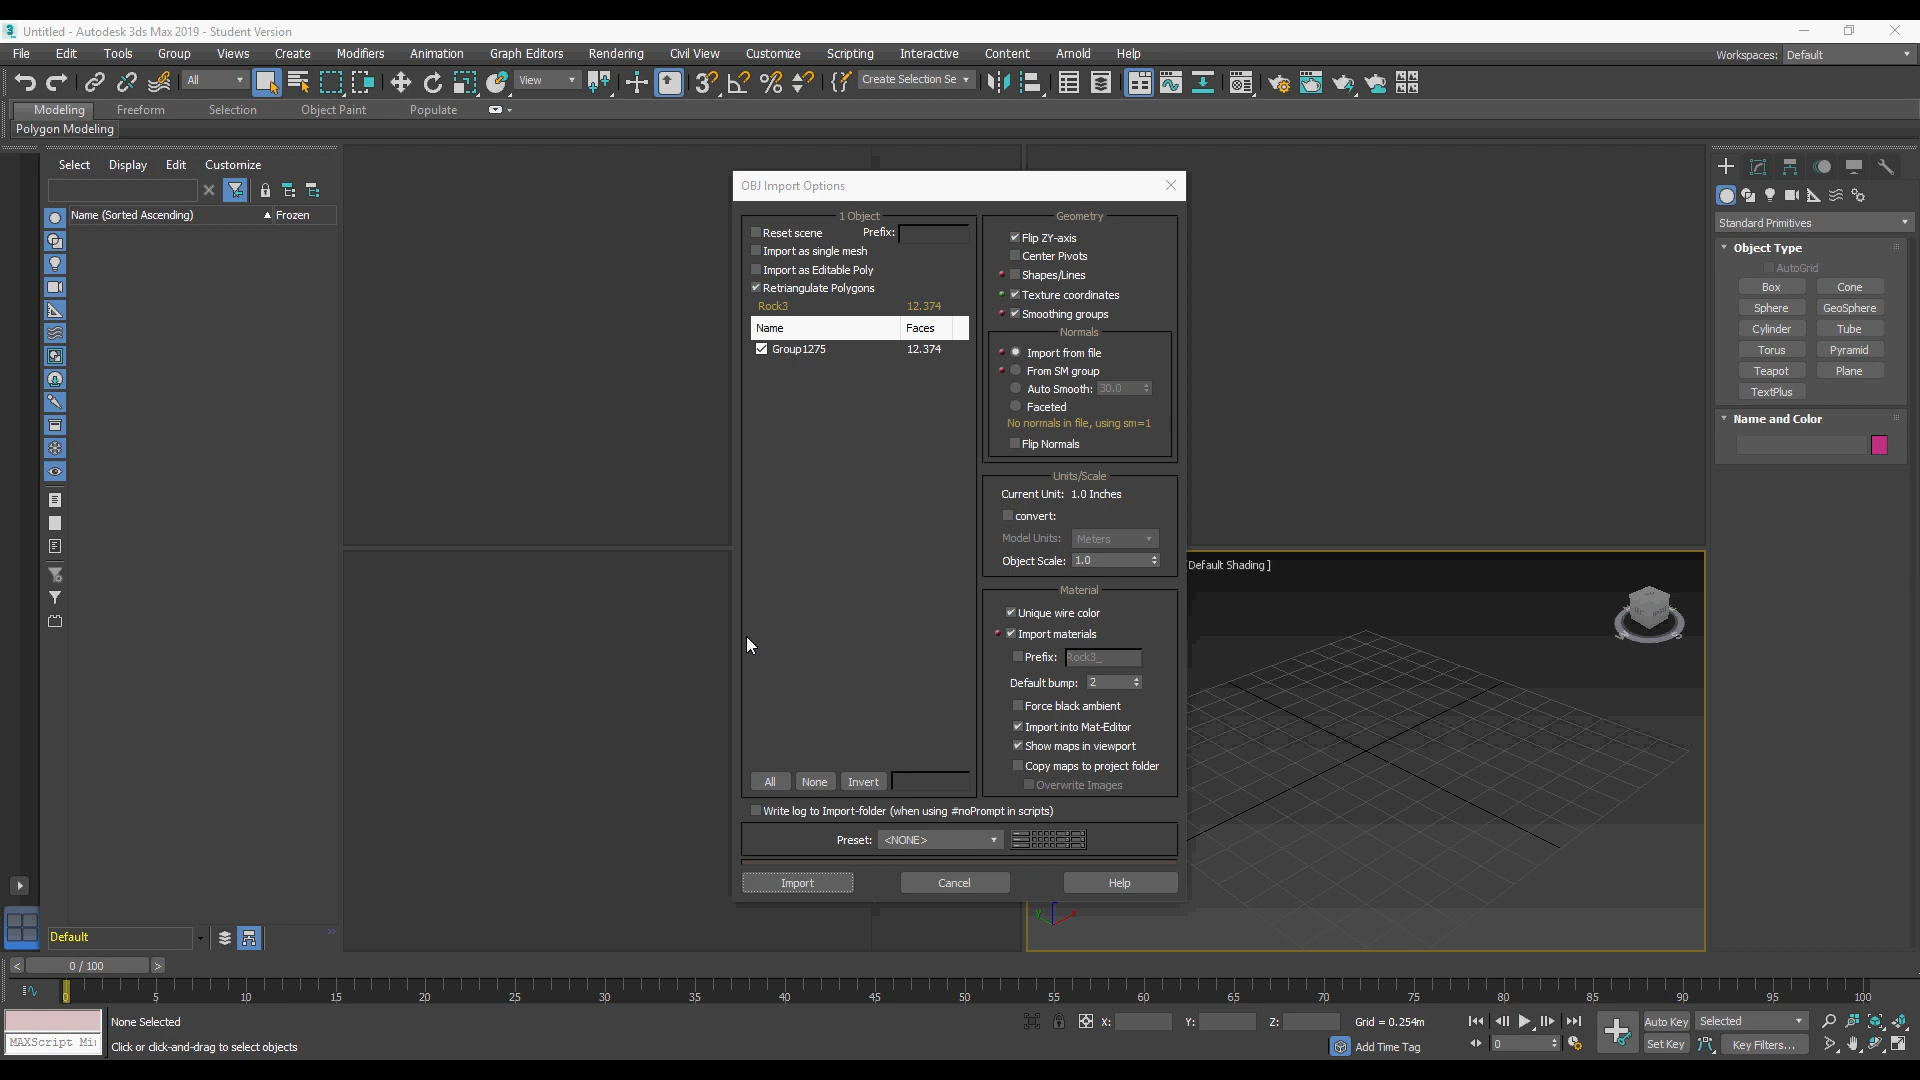 Untitled - Autodesk 3ds Max 2019 - Student Version
File Edit Tools Group Views Create Modifiers Animation Graph Editors Rendering Civil View Customize Scripting Interactive Content Arnold Help
Workspaces: Default
All
View
Create Selection Se
Modeling Freeform Selection Object Paint Populate
Polygon Modeling
Select Display Edit Customize
Name (Sorted Ascending) Frozen
OBJ Import Options
1 Object
Reset scene Prefix:
Import as single mesh
Import as Editable Poly
Retriangulate Polygons
Rock3 12.374
Name Faces
Group1275 12.374
All None Invert
Geometry
Flip ZY-axis
Center Pivots
Shapes/Lines
Texture coordinates
Smoothing groups
Normals
Import from file
From SM group
Auto Smooth: 30.0
Faceted
No normals in file, using sm=1
Flip Normals
Units/Scale
Current Unit: 1.0 Inches
convert:
Model Units: Meters
Object Scale: 1.0
Material
Unique wire color
Import materials
Prefix: Rock3_
Default bump: 2
Force black ambient
Import into Mat-Editor
Show maps in viewport
Copy maps to project folder
Overwrite Images
Write log to Import-folder (when using #noPrompt in scripts)
Preset: <NONE>
Import Cancel Help
Default Shading ]
Standard Primitives
Object Type
AutoGrid
Box Cone
Sphere GeoSphere
Cylinder Tube
Torus Pyramid
Teapot Plane
TextPlus
Name and Color
Default
0 / 100
0 5 10 15 20 25 30 35 40 45 50 55 60 65 70 75 80 85 90 95 100
None Selected
X: Y: Z: Grid = 0.254m
Auto Key Selected
MAXScript Mi
Click or click-and-drag to select objects
Add Time Tag
0
Set Key Key Filters...